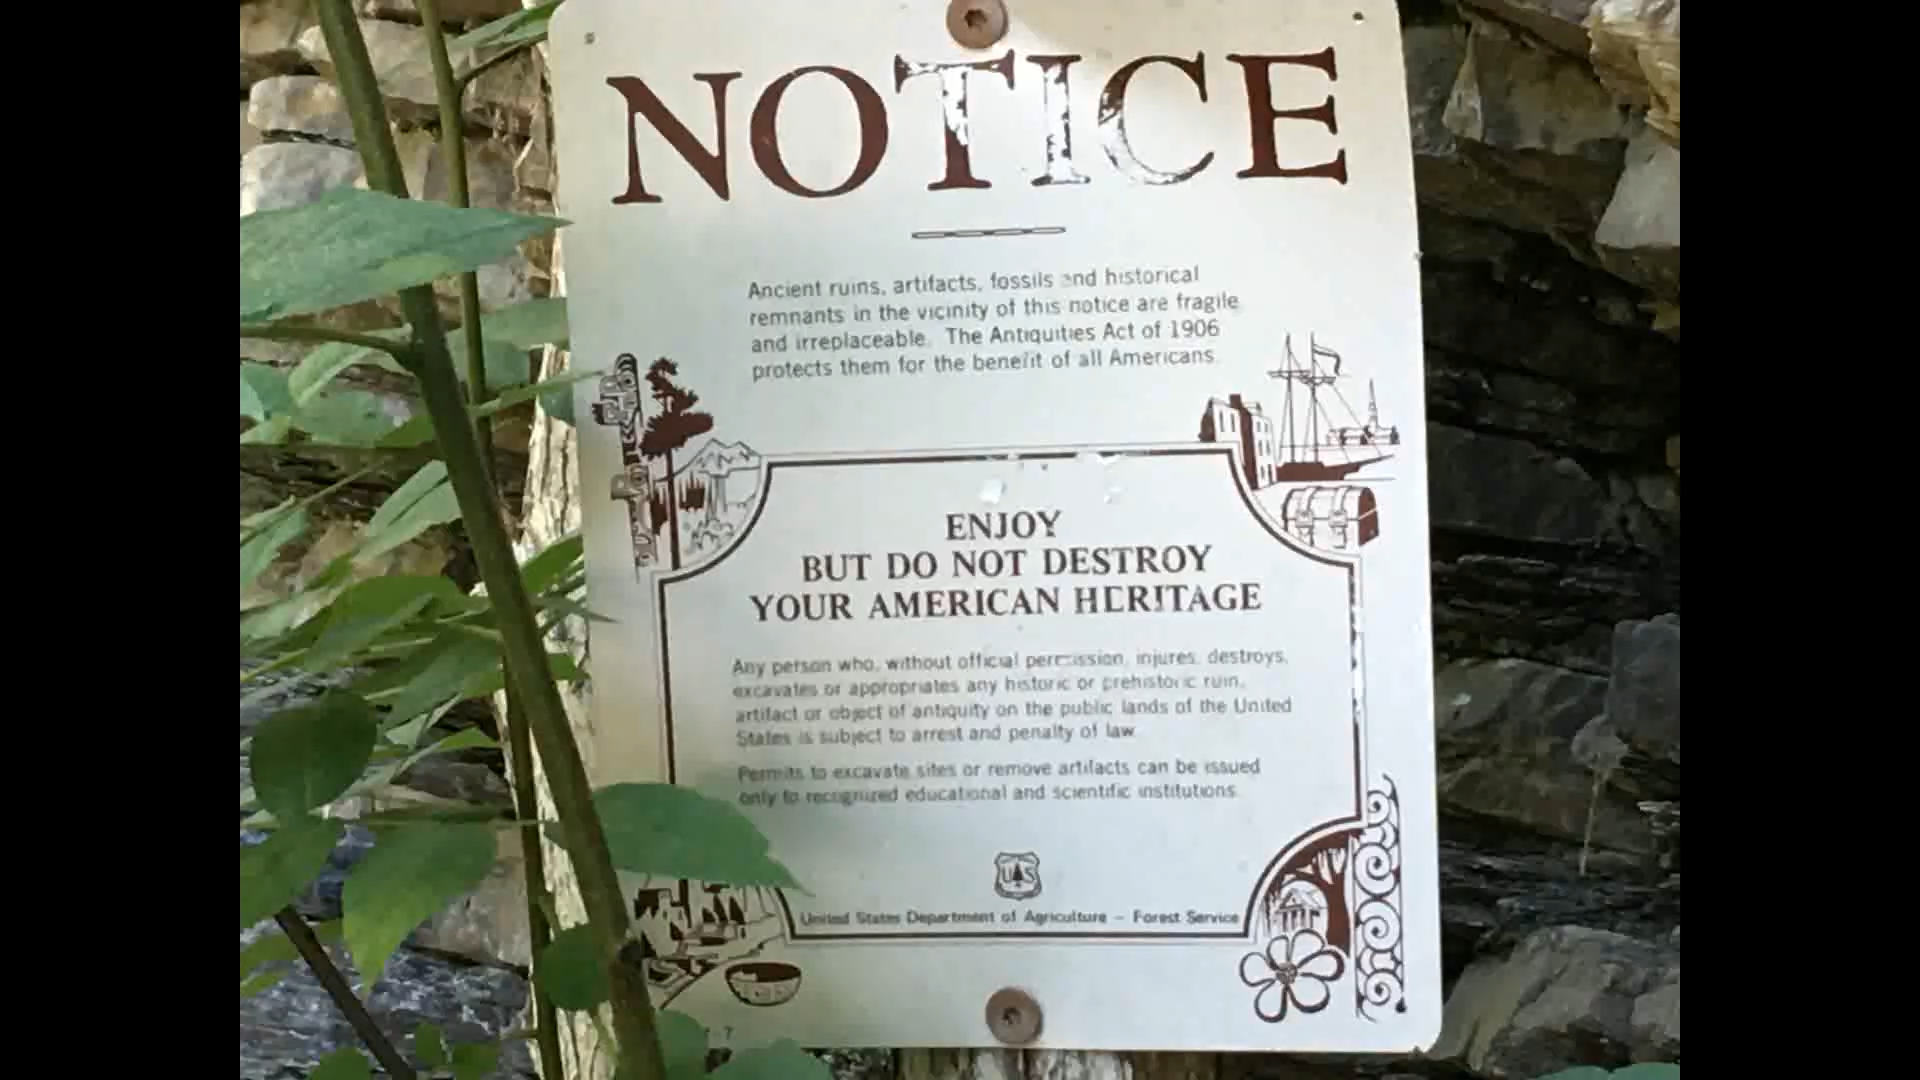 NOTICE
Ancient ruins, artifacts, fossils and historical
remnants in the vicinity of this notice are fragile
and irreplaceable. The Antiquities Act of 1906
protects them for the benefit of all Americans.
ENJOY
BUT DO NOT DESTROY
YOUR AMERICAN HERITAGE
Any person who, without official permission, injures, destroys,
excavates or appropriates any historic or prehistoric ruin,
artifact or object of antiquity on the public lands of the United
States is subject to arrest and penalty of law.
Permits to excavate sites or remove artifacts can be issued
only to recognized educational and scientific institutions.
U S
United States Department of Agriculture – Forest Service